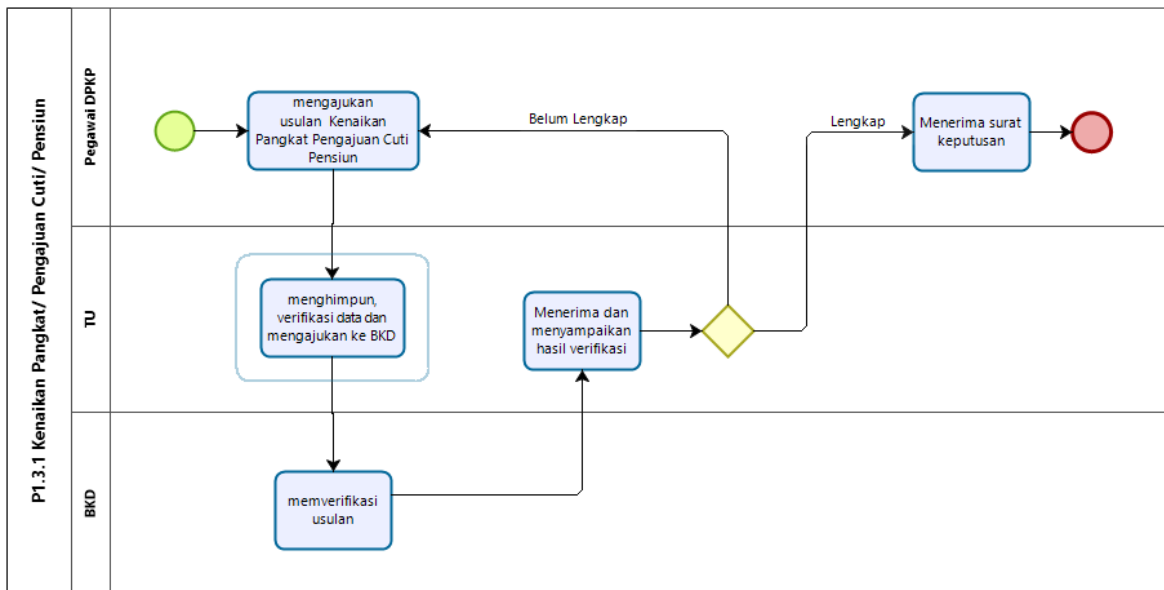 P1.3.1 Kenaikan Pangkat/ Pengajuan Cuti/ Pensiun
Pegawai DPKP
mengajukan
usulan Kenaikan
Pangkat Pengajuan Cuti
Pensiun
Belum Lengkap
Lengkap
Menerima surat
keputusan
TU
menghimpun,
verifikasi data dan
mengajukan ke BKD
Menerima dan
menyampaikan
hasil verifikasi
BKD
memverifikasi
usulan